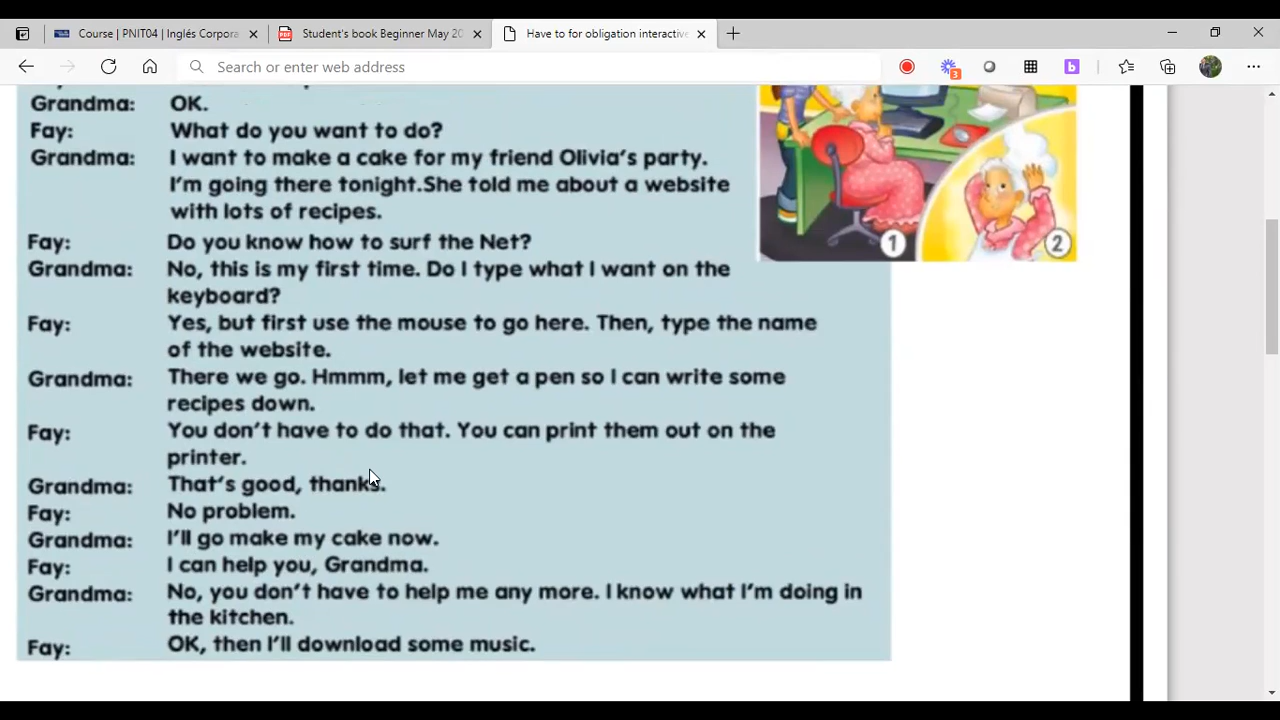 Course | PNIT04 | Inglés Corpora
Student's book Beginner May 20
Have to for obligation interactive
Search or enter web address
3
Grandma: OK.
Fay: What do you want to do?
Grandma: I want to make a cake for my friend Olivia's party.
I'm going there tonight.She told me about a website
with lots of recipes.
Fay: Do you know how to surf the Net?
Grandma: No, this is my first time. Do I type what I want on the
keyboard?
Fay: Yes, but first use the mouse to go here. Then, type the name
of the website.
Grandma: There we go. Hmmm, let me get a pen so I can write some
recipes down.
Fay: You don't have to do that. You can print them out on the
printer.
Grandma: That's good, thanks.
Fay: No problem.
Grandma: I'll go make my cake now.
Fay: I can help you, Grandma.
Grandma: No, you don't have to help me any more. I know what I'm doing in
the kitchen.
Fay: OK, then I'll download some music.
1
2